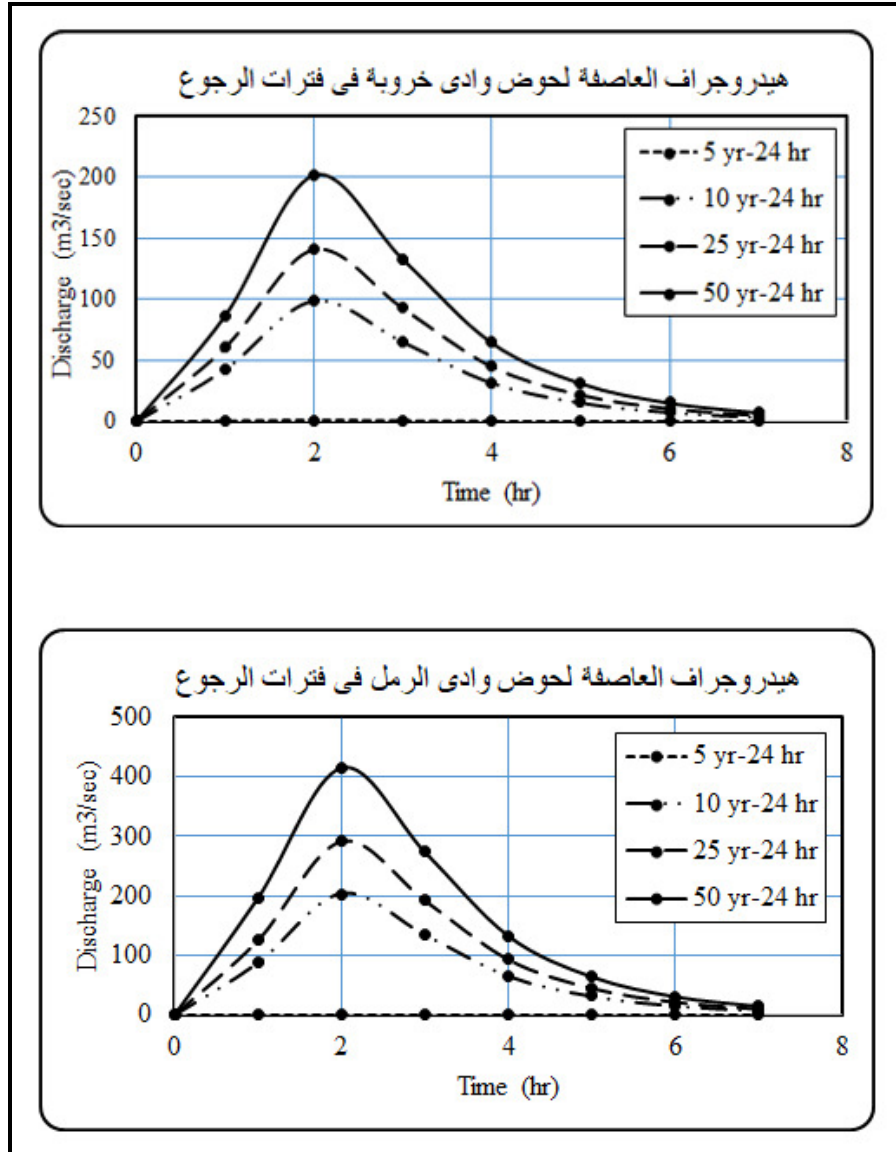 هيدروجراف العاصفة لحوض وادى خروبة فى فترات الرجوع
250
200
150
100
50
0
Discharge (m3/sec)
0 2 4 6 8
Time (hr)
5 yr-24 hr
10 yr-24 hr
25 yr-24 hr
50 yr-24 hr
هيدروجراف العاصفة لحوض وادى الرمل فى فترات الرجوع
500
400
300
200
100
0
Discharge (m3/sec)
0 2 4 6 8
Time (hr)
5 yr-24 hr
10 yr-24 hr
25 yr-24 hr
50 yr-24 hr